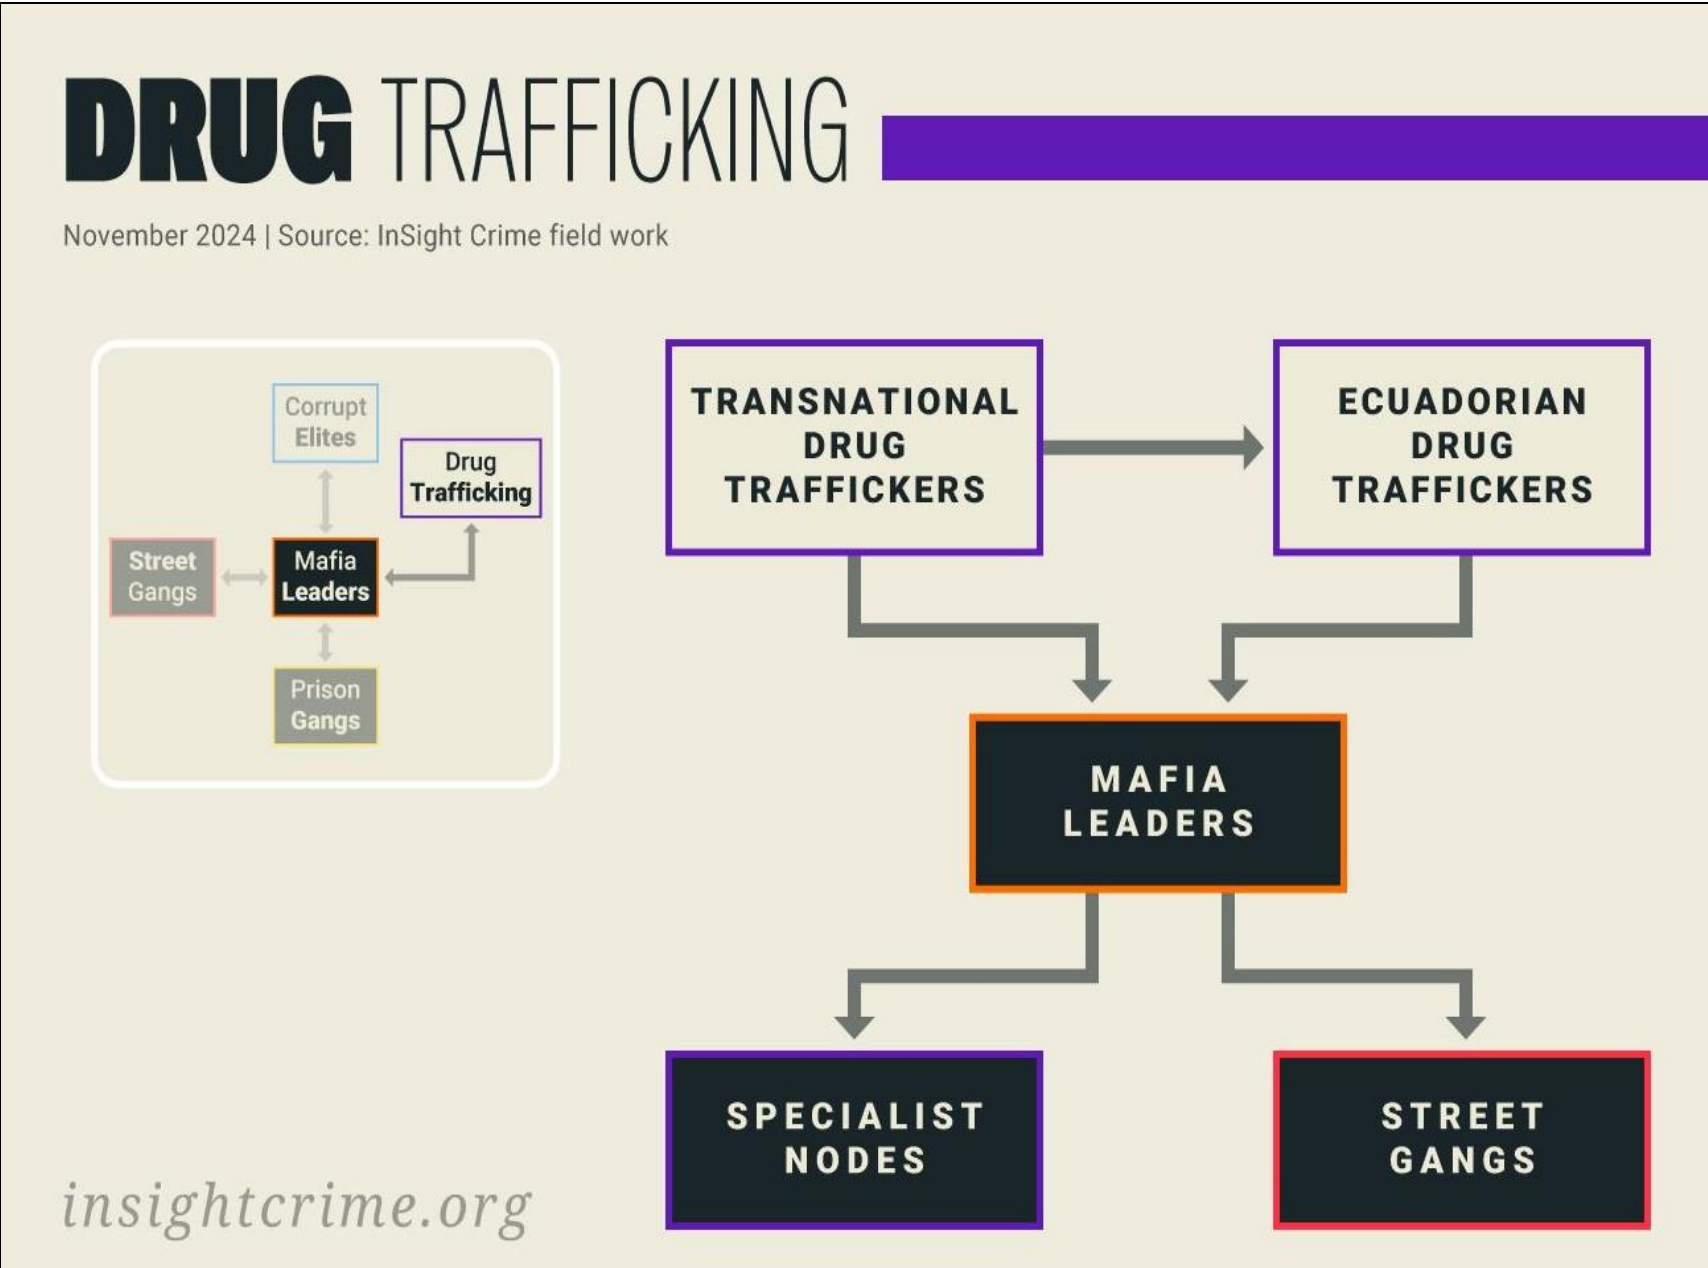 DRUG TRAFFICKING
November 2024 | Source: InSight Crime field work
Corrupt
Elites
Drug
Trafficking
Street
Gangs
Mafia
Leaders
Prison
Gangs
TRANSNATIONAL
DRUG
TRAFFICKERS
ECUADORIAN
DRUG
TRAFFICKERS
MAFIA
LEADERS
SPECIALIST
NODES
STREET
GANGS
insightcrime.org